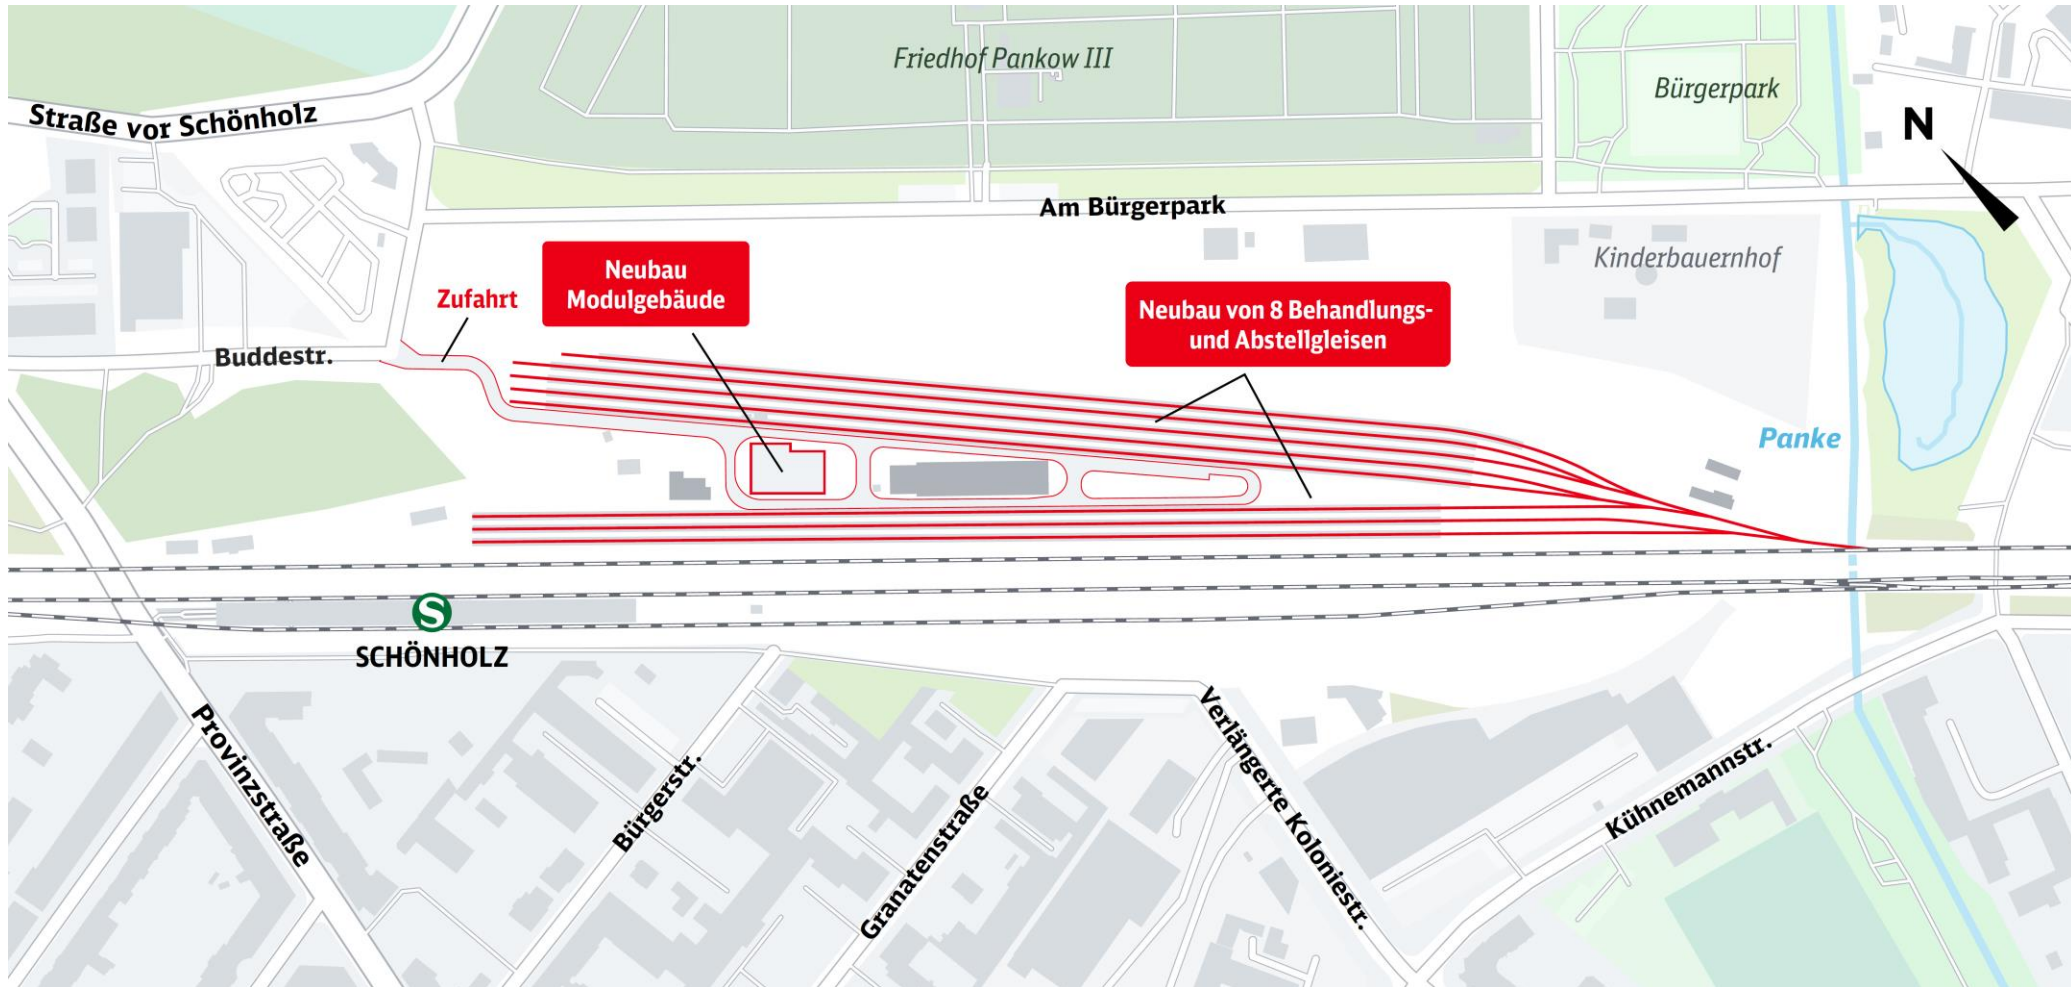 Friedhof Pankow III
Bürgerpark
Straße vor Schönholz
N
Am Bürgerpark
Kinderbauernhof
Neubau
Modulgebäude
Zufahrt
Neubau von 8 Behandlungs-
und Abstellgleisen
Buddestr.
Panke
S
SCHÖNHOLZ
Provinzstraße
Bürgerstr.
Granatenstraße
Verlängerte Koloniestr.
Kühnemannstr.